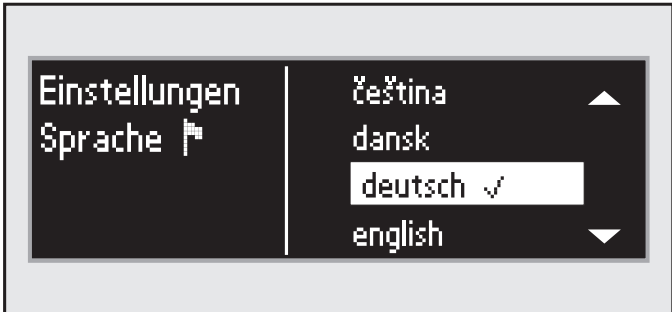 Einstellungen
Sprache
čeština
dansk
deutsch ✓
english